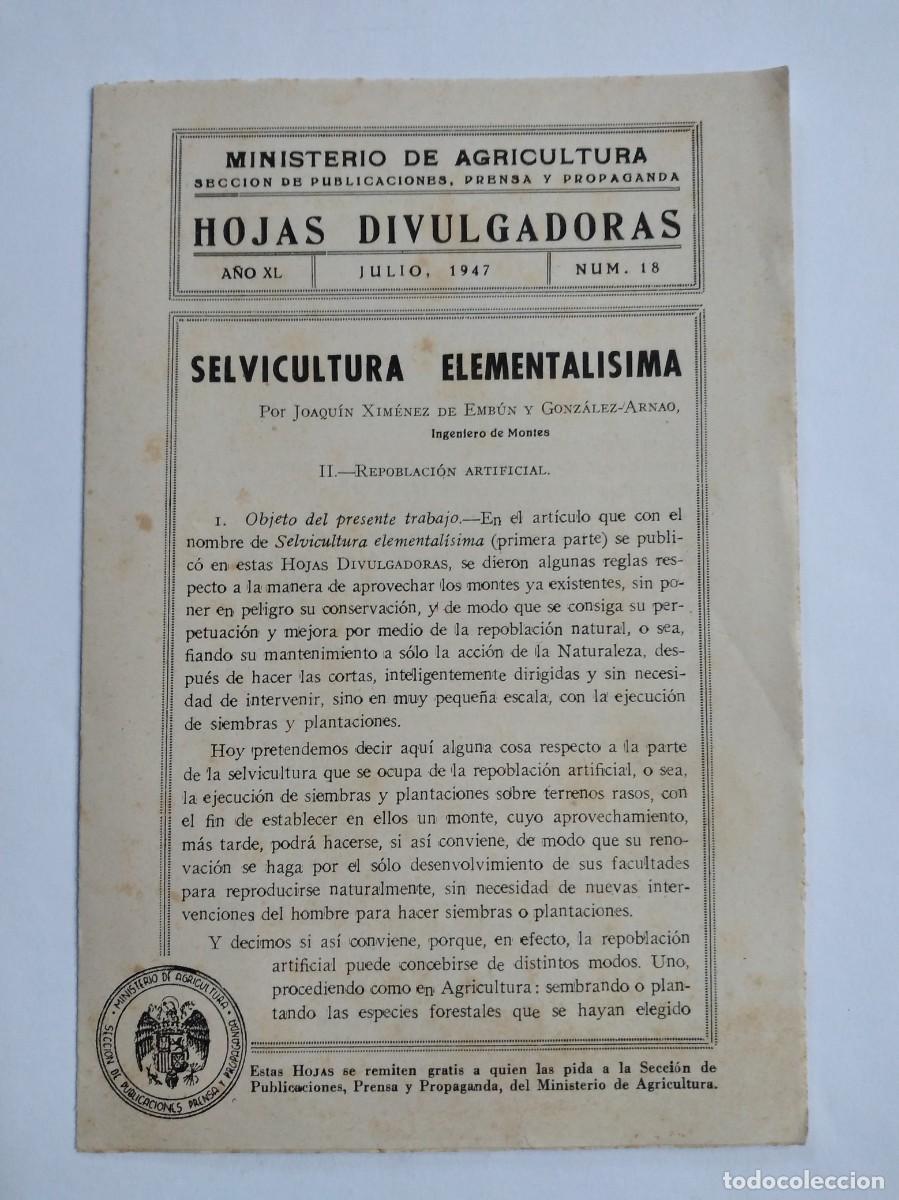 MINISTERIO DE AGRICULTURA
SECCION DE PUBLICACIONES, PRENSA Y PROPAGANDA
HOJAS DIVULGADORAS
AÑO XL JULIO, 1947 NUM. 18
SELVICULTURA ELEMENTALISIMA
Por JOAQUÍN XIMÉNEZ DE EMBÚN Y GONZÁLEZ-ARNAO,
Ingeniero de Montes
II.—REPOBLACIÓN ARTIFICIAL.
1. Objeto del presente trabajo.—En el artículo que con el
nombre de Selvicultura elementalísima (primera parte) se publi-
có en estas HOJAS DIVULGADORAS, se dieron algunas reglas res-
pecto a la manera de aprovechar los montes ya existentes, sin po-
ner en peligro su conservación, y de modo que se consiga su per-
petuación y mejora por medio de la repoblación natural, o sea,
fiando su mantenimiento a sólo la acción de la Naturaleza, des-
pués de hacer las cortas, inteligentemente dirigidas y sin necesi-
dad de intervenir, sino en muy pequeña escala, con la ejecución
de siembras y plantaciones.
Hoy pretendemos decir aquí alguna cosa respecto a la parte
de la selvicultura que se ocupa de la repoblación artificial, o sea,
la ejecución de siembras y plantaciones sobre terrenos rasos, con
el fin de establecer en ellos un monte, cuyo aprovechamiento,
más tarde, podrá hacerse, si así conviene, de modo que su reno-
vación se haga por el sólo desenvolvimiento de sus facultades
para reproducirse naturalmente, sin necesidad de nuevas inter-
venciones del hombre para hacer siembras o plantaciones.
Y decimos si así conviene, porque, en efecto, la repoblación
artificial puede concebirse de distintos modos. Uno,
procediendo como en Agricultura: sembrando o plan-
tando las especies forestales que se hayan elegido
MINISTERIO DE AGRICULTURA
SECCION DE PUBLICACIONES PRENSA Y PROPAGANDA
Estas HOJAS se remiten gratis a quien las pida a la Sección de
Publicaciones, Prensa y Propaganda, del Ministerio de Agricultura.
todocoleccion